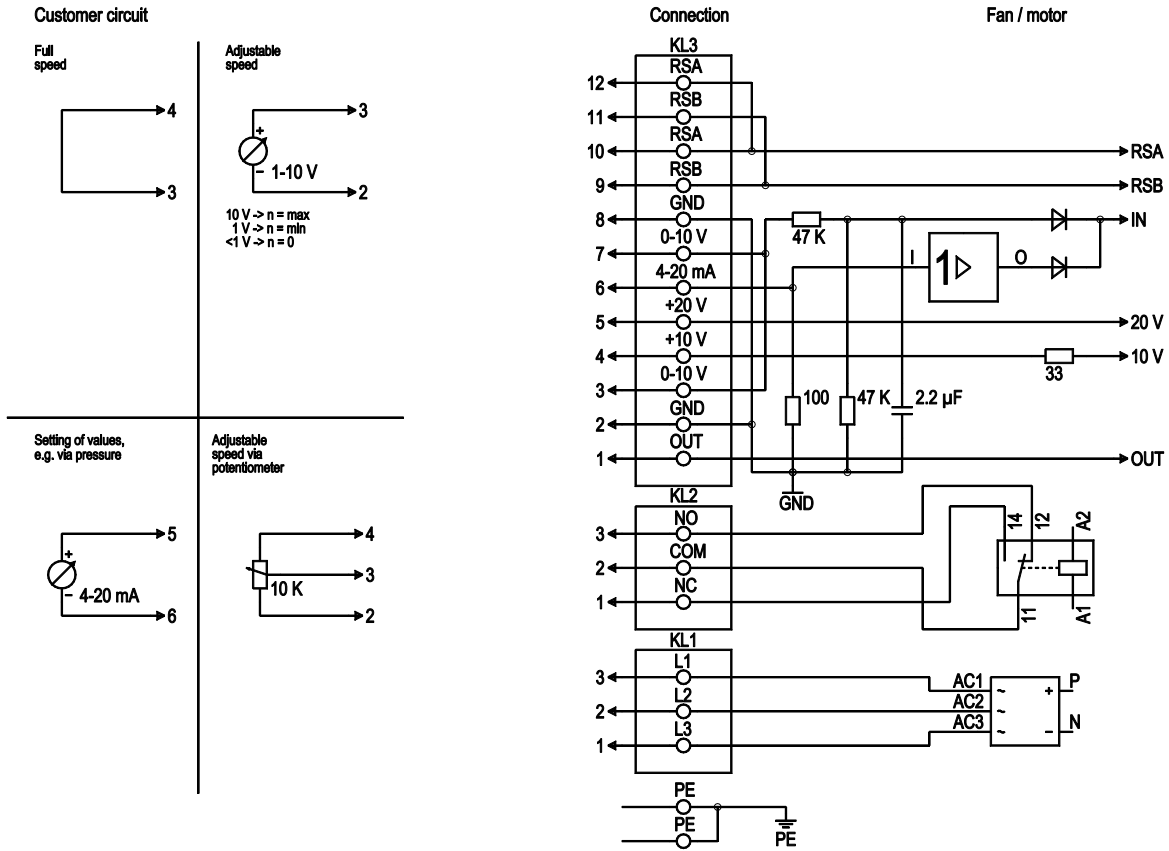 Customer circuit
Connection
Fan / motor
Full
speed
4
3
Adjustable
speed
3
+
− 1-10 V
2
10 V -> n = max
1 V -> n = min
<1 V -> n = 0
Setting of values,
e.g. via pressure
5
+
− 4-20 mA
6
Adjustable
speed via
potentiometer
4
3
10 K
2
KL3
12 RSA
11 RSB
10 RSA RSA
9 RSB RSB
8 GND IN
47 K
7 0-10 V
I 1 O
6 4-20 mA
5 +20 V 20 V
4 +10 V 10 V
33
3 0-10 V
100 47 K 2.2 µF
2 GND
1 OUT OUT
GND
KL2
3 NO
2 COM
1 NC
14 12 A2
11 A1
KL1
3 L1 AC1 ~ + P
2 L2 AC2 ~
1 L3 AC3 ~ − N
PE
PE
PE